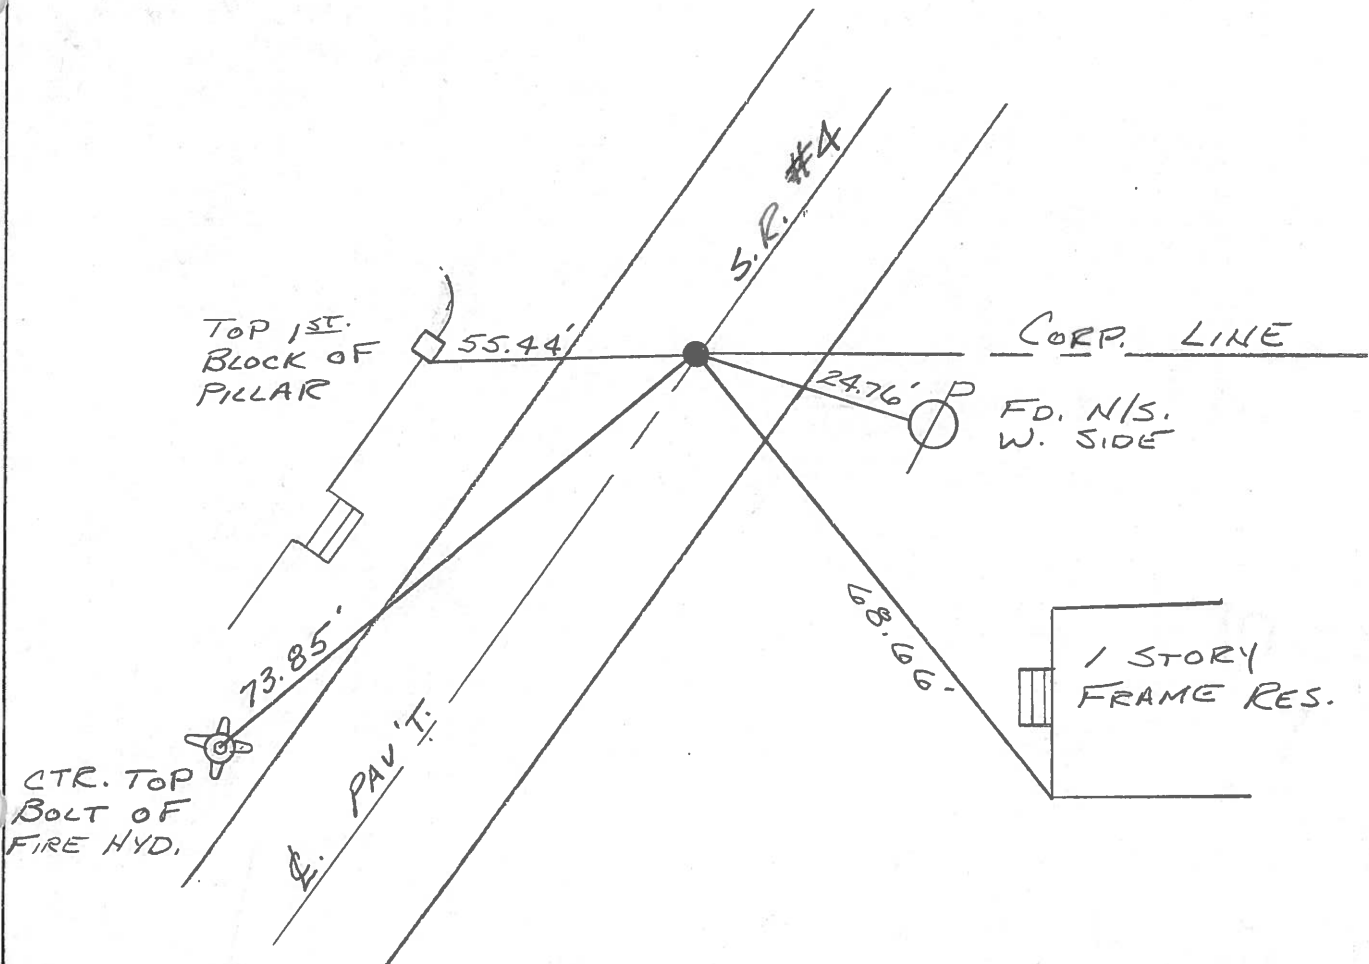 S.R. #4
TOP 1ST.
BLOCK OF
PILLAR
55.44'
CORP. LINE
24.76'
P
FD. N/S.
W. SIDE
73.85'
68.66'
1 STORY
FRAME RES.
CTR. TOP
BOLT OF
FIRE HYD.
℄. PAV'T.